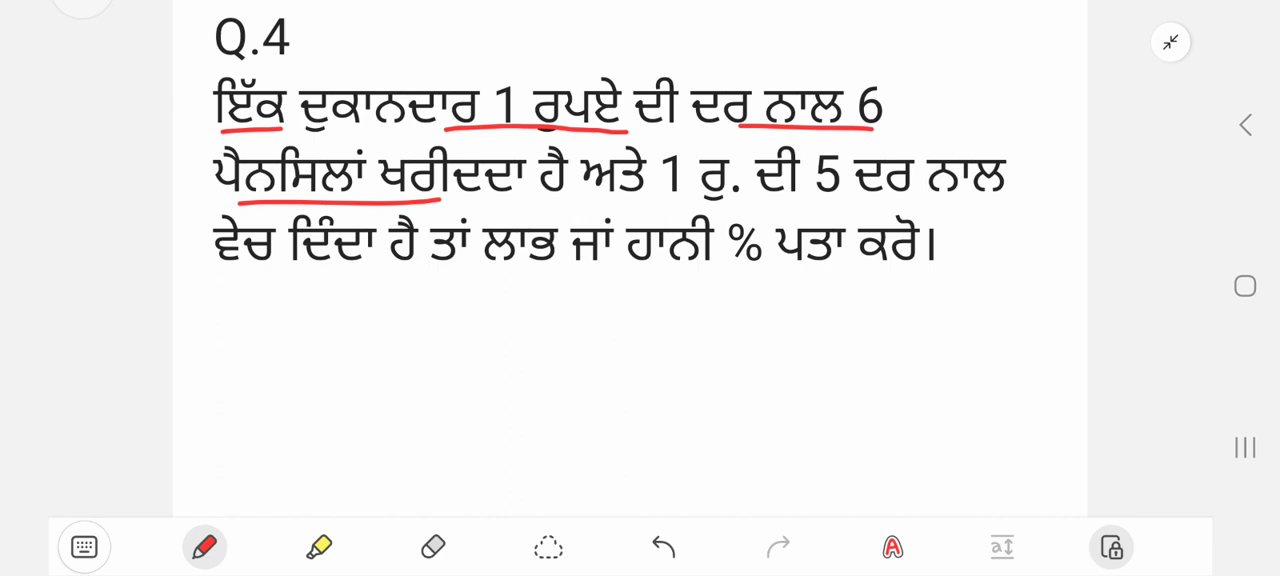 Q.4
ਇੱਕ ਦੁਕਾਨਦਾਰ 1 ਰੁਪਏ ਦੀ ਦਰ ਨਾਲ 6
ਪੈਨਸਿਲਾਂ ਖਰੀਦਦਾ ਹੈ ਅਤੇ 1 ਰੁ. ਦੀ 5 ਦਰ ਨਾਲ
ਵੇਚ ਦਿੰਦਾ ਹੈ ਤਾਂ ਲਾਭ ਜਾਂ ਹਾਨੀ % ਪਤਾ ਕਰੋ।